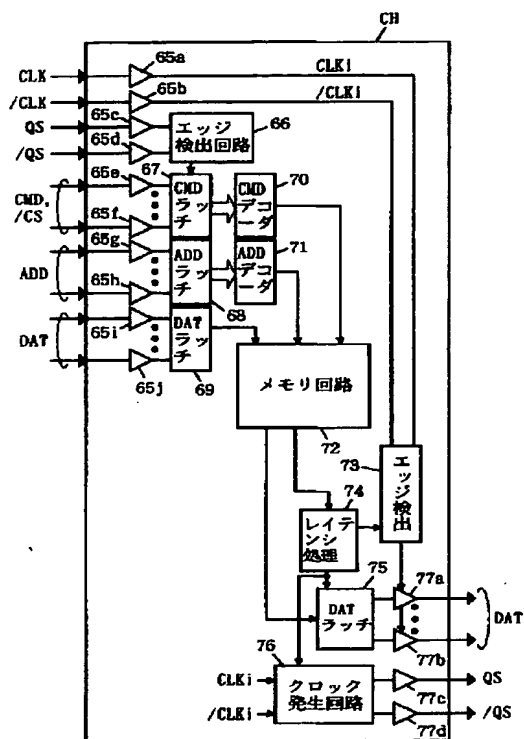 CH
65a
CLK
CLKi
65b
/CLK
/CLKi
65c
QS
エッジ
検出回路
66
65d
/QS
67
65e
CMD
ラッチ
CMD
デコーダ
70
CMD,
/CS
65f
65g
ADD
ラッチ
ADD
デコーダ
71
ADD
65h
68
65i
DAT
ラッチ
DAT
69
65j
メモリ回路
72
73
エッジ検出
74
レイテ
ンシ
処理
75
77a
DAT
ラッチ
DAT
77b
76
CLKi
クロック
発生回路
QS
77c
/CLKi
/QS
77d